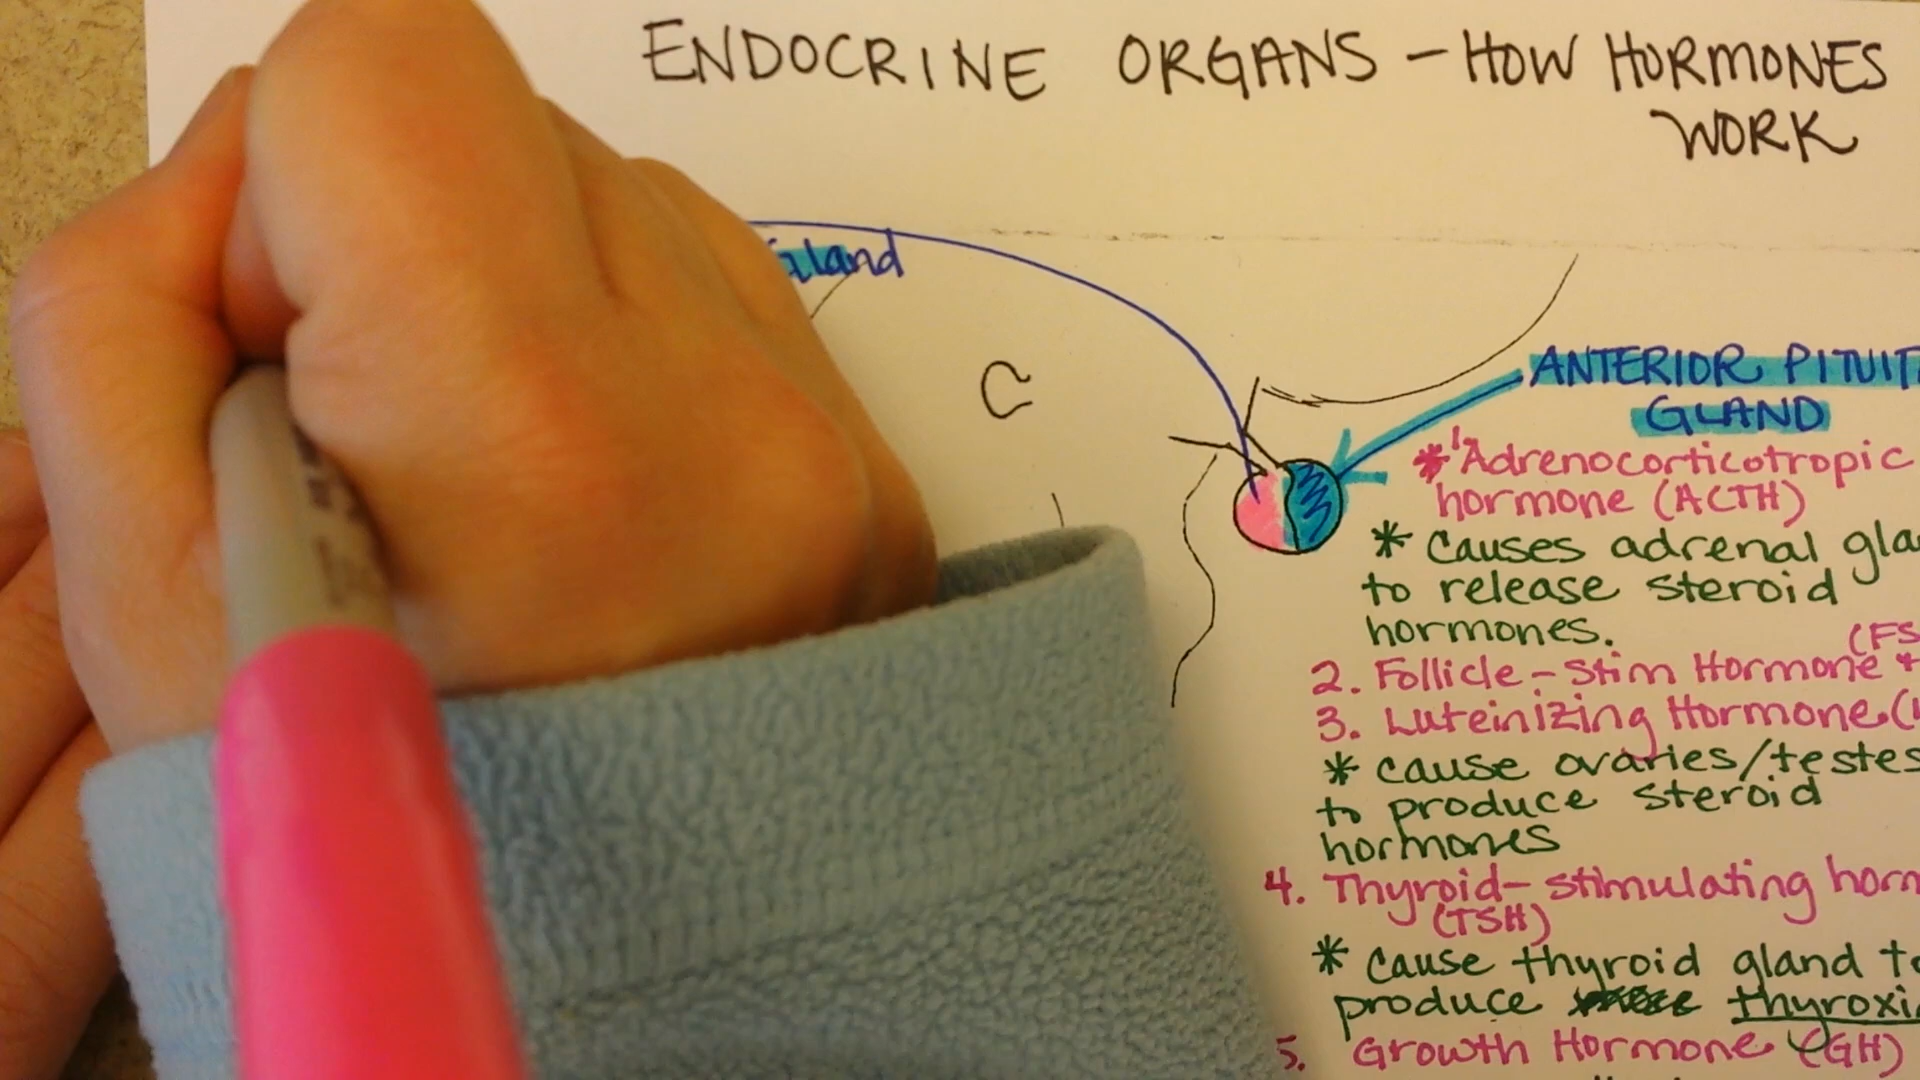 ENDOCRINE ORGANS - HOW HORMONES
WORK
Gland
ANTERIOR PITUIT
GLAND
* 1 Adrenocorticotropic
hormone (ACTH)
* causes adrenal gla
to release steroid
hormones.
(FS
2. Follicle-Stim Hormone *
3. Luteinizing Hormone (L
* cause ovaries/testes
to produce steroid
hormones
4. Thyroid-stimulating horm
(TSH)
* cause thyroid gland to
produce thyroxi
5. Growth Hormone (GH)